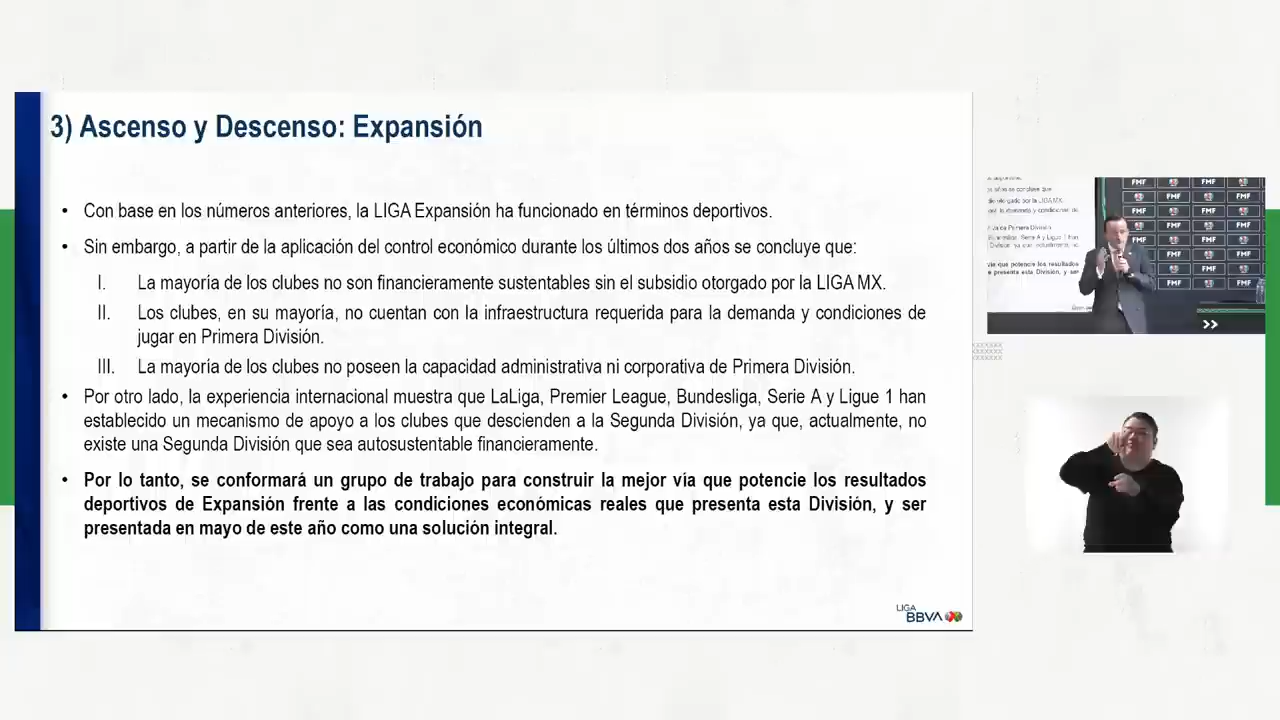 3) Ascenso y Descenso: Expansión
• Con base en los números anteriores, la LIGA Expansión ha funcionado en términos deportivos.
• Sin embargo, a partir de la aplicación del control económico durante los últimos dos años se concluye que:
I. La mayoría de los clubes no son financieramente sustentables sin el subsidio otorgado por la LIGA MX.
II. Los clubes, en su mayoría, no cuentan con la infraestructura requerida para la demanda y condiciones de
jugar en Primera División.
III. La mayoría de los clubes no poseen la capacidad administrativa ni corporativa de Primera División.
• Por otro lado, la experiencia internacional muestra que LaLiga, Premier League, Bundesliga, Serie A y Ligue 1 han
establecido un mecanismo de apoyo a los clubes que descienden a la Segunda División, ya que, actualmente, no
existe una Segunda División que sea autosustentable financieramente.
• Por lo tanto, se conformará un grupo de trabajo para construir la mejor vía que potencie los resultados
deportivos de Expansión frente a las condiciones económicas reales que presenta esta División, y ser
presentada en mayo de este año como una solución integral.
LIGA
BBVA
FMF FMF
FMF FMF
FMF FMF
FMF FMF